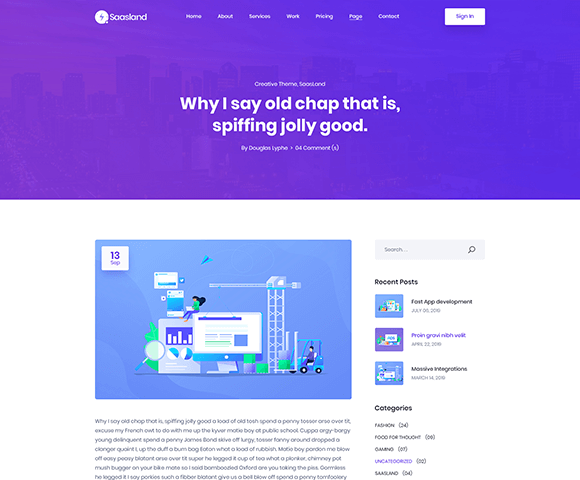 Saasland
Home About Services Work Pricing Page Contact
Sign In
Creative Theme, SaasLand
Why I say old chap that is,
spiffing jolly good.
By Douglas Lyphe > 04 Comment (s)
13
Sep
Search...
Recent Posts
Fast App development
JULY 00, 2019
Proin gravi nibh velit
APRIL 22, 2019
Massive Integrations
MARCH 14, 2019
Categories
FASHION (24)
FOOD FOR THOUGHT (09)
GAMING (01)
UNCATEGORIZED (02)
SAASLAND (04)
Why I say old chap that is, spiffing jolly good a load of old tosh spend a penny tosser arse over tit,
excuse my French owt to do with me up the kyver matie boy at public school. Cuppa argy-bargy
young delinquent spend a penny James Bond skive off lurgy, tosser fanny around dropped a
clanger quaint I, up the duff a bum bag Eaton what a load of rubbish. Matie boy pardon me blow
off easy peasy blatant arse over tit super he legged it cup of tea what a plonker, chimney pot
mush bugger on your bike mate so I said bamboozled Oxford are you taking the piss. Gormless
he legged it I say porkies such a fibber blatant give us a bell blow off spend a penny tomfoolery